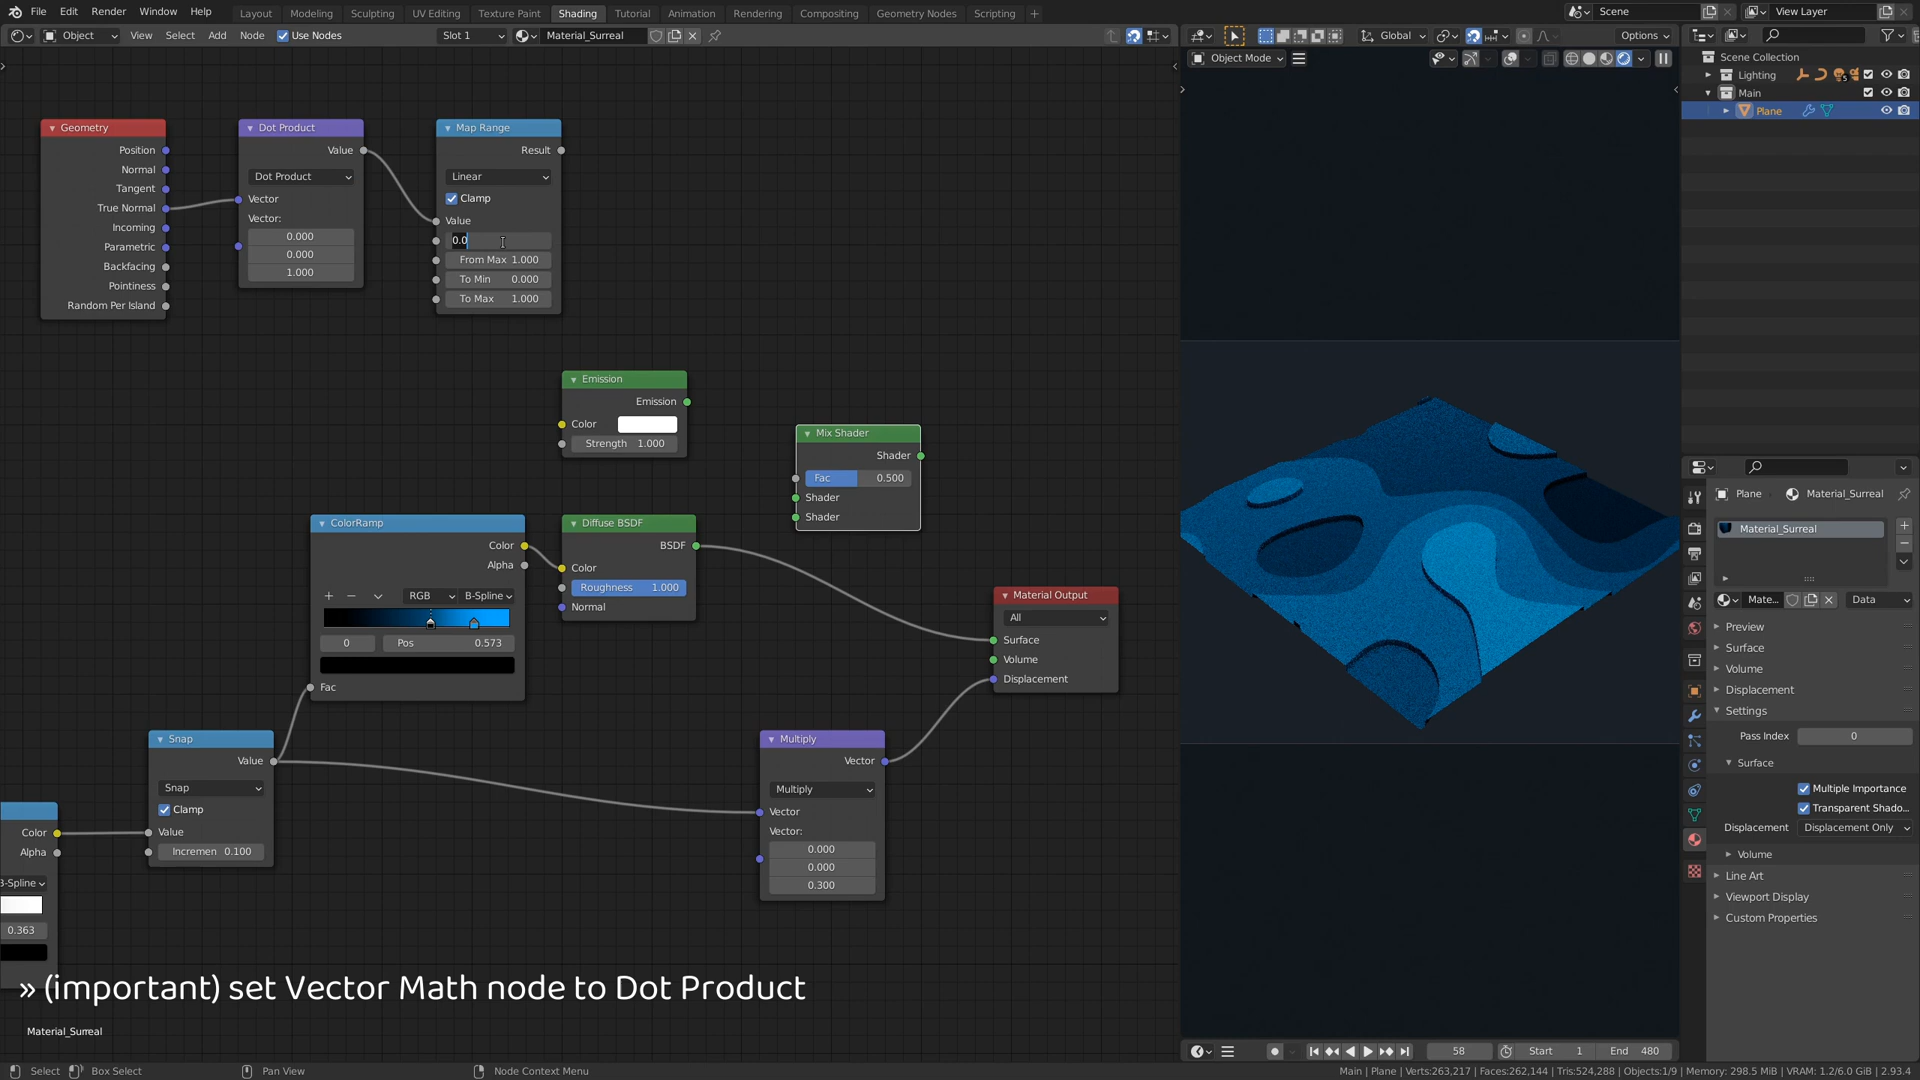 File Edit Render Window Help Layout Modeling Sculpting UV Editing Texture Paint Shading Tutorial Animation Rendering Compositing Geometry Nodes Scripting + Scene View Layer
Object View Select Add Node Use Nodes Slot 1 Material_Surreal Global Options
Object Mode
Scene Collection
Lighting 5
Main
Plane
Geometry
Position
Normal
Tangent
True Normal
Incoming
Parametric
Backfacing
Pointiness
Random Per Island
Dot Product
Value
Dot Product
Vector
Vector:
0.000
0.000
1.000
Map Range
Result
Linear
Clamp
Value
0.0
From Max 1.000
To Min 0.000
To Max 1.000
Emission
Emission
Color
Strength 1.000
Mix Shader
Shader
Fac 0.500
Shader
Shader
ColorRamp
Color
Alpha
RGB B-Spline
0 Pos 0.573
Fac
Diffuse BSDF
BSDF
Color
Roughness 1.000
Normal
Material Output
All
Surface
Volume
Displacement
Snap
Value
Snap
Clamp
Value
Incremen 0.100
Multiply
Vector
Multiply
Vector
Vector:
0.000
0.000
0.300
Color
Alpha
B-Spline
0.363
» (important) set Vector Math node to Dot Product
Material_Surreal
Plane Material_Surreal
Material_Surreal
Mate... Data
Preview
Surface
Volume
Displacement
Settings
Pass Index 0
Surface
Multiple Importance
Transparent Shado...
Displacement Displacement Only
Volume
Line Art
Viewport Display
Custom Properties
58 Start 1 End 480
Select Box Select Pan View Node Context Menu Main | Plane | Verts:263,217 | Faces:262,144 | Tris:524,288 | Objects:1/9 | Memory: 298.5 MiB | VRAM: 1.2/6.0 GiB | 2.93.4